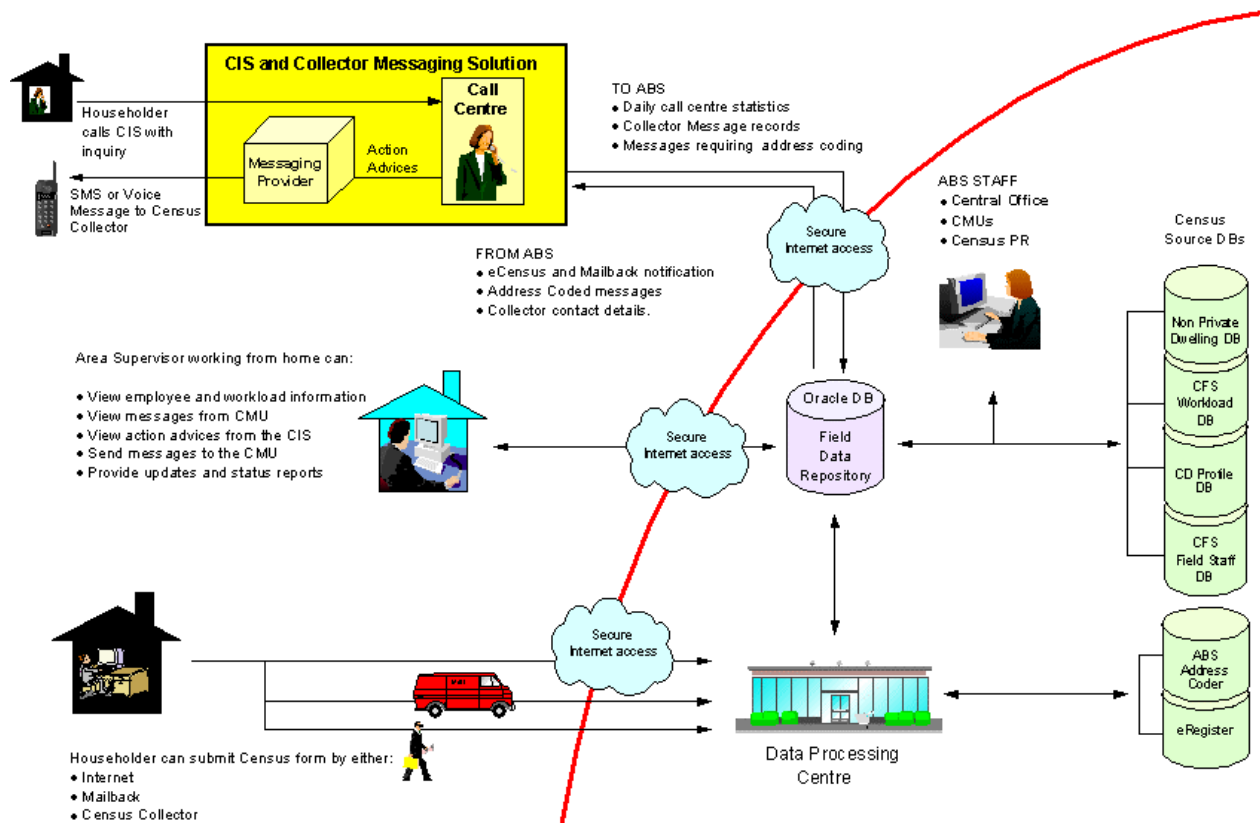 CIS and Collector Messaging Solution
Call
Centre
Householder
calls CIS with
inquiry
Messaging
Provider
Action
Advices
SMS or Voice
Message to Census
Collector
TO ABS
● Daily call centre statistics
● Collector Message records
● Messages requiring address coding
FROM ABS
● eCensus and Mailback notification
● Address Coded messages
● Collector contact details.
Secure
Internet access
ABS STAFF
● Central Office
● CMUs
● Census PR
Census
Source DBs
Non Private
Dwelling DB
CFS
Workload
DB
CD Profile
DB
CFS
Field Staff
DB
Area Supervisor working from home can:
● View employee and workload information
● View messages from CMU
● View action advices from the CIS
● Send messages to the CMU
● Provide updates and status reports
Secure
Internet access
Oracle DB
Field
Data
Repository
Secure
Internet access
ABS
Address
Coder
eRegister
Householder can submit Census form by either:
● Internet
● Mailback
● Census Collector
Data Processing
Centre